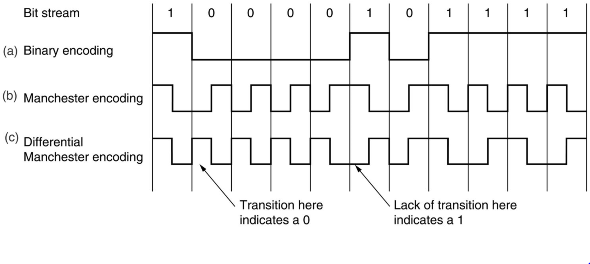 Bit stream 1 0 0 0 0 1 0 1 1 1 1
(a) Binary encoding
(b) Manchester encoding
(c) Differential
Manchester encoding
Transition here
indicates a 0
Lack of transition here
indicates a 1